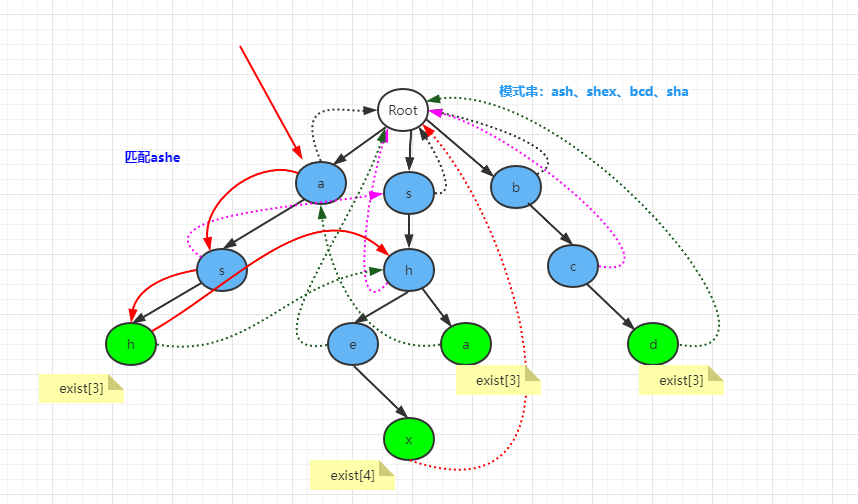 模式串：ash、shex、bcd、sha
Root
匹配ashe
a
s
b
s
h
c
h
e
a
d
exist[3]
exist[3]
exist[3]
x
exist[4]